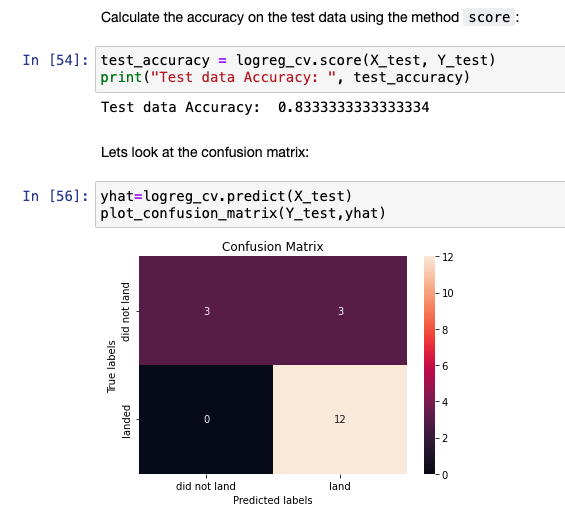 Calculate the accuracy on the test data using the method score :
In [54]: test_accuracy = logreg_cv.score(X_test, Y_test)
print("Test data Accuracy: ", test_accuracy)
Test data Accuracy:  0.8333333333333334
Lets look at the confusion matrix:
In [56]: yhat=logreg_cv.predict(X_test)
plot_confusion_matrix(Y_test,yhat)
Confusion Matrix
True labels
did not land
landed
3 3
0 12
did not land land
Predicted labels
12
10
8
6
4
2
0